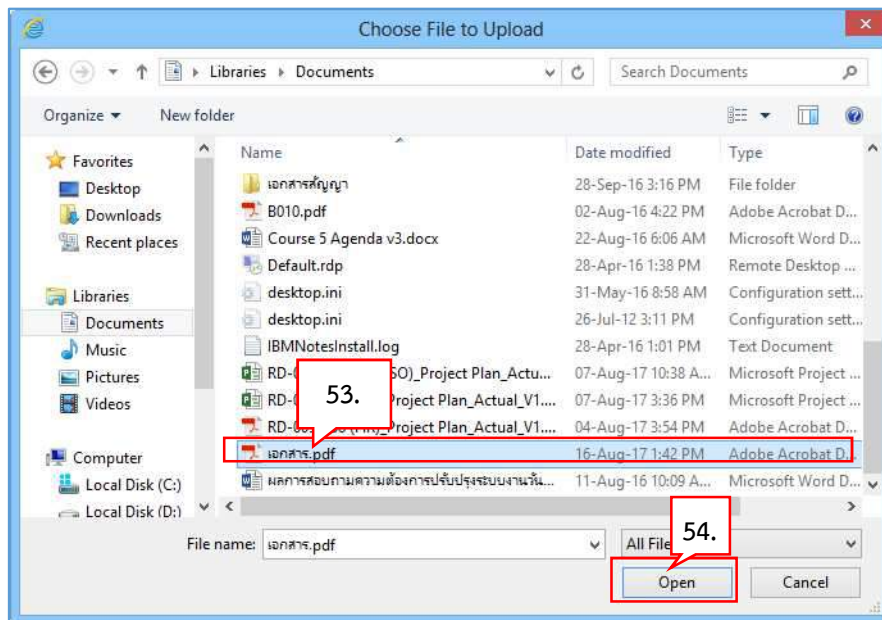 Choose File to Upload
Libraries Documents Search Documents
Organize New folder
Name Date modified Type
Favorites
Desktop
Downloads
Recent places
Libraries
Documents
Music
Pictures
Videos
Computer
Local Disk (C:)
Local Disk (D:)
เอกสารสัญญา 28-Sep-16 3:16 PM File folder
B010.pdf 02-Aug-16 4:22 PM Adobe Acrobat D...
Course 5 Agenda v3.docx 22-Aug-16 6:06 AM Microsoft Word D...
Default.rdp 28-Apr-16 1:38 PM Remote Desktop ...
desktop.ini 31-May-16 8:58 AM Configuration sett...
desktop.ini 26-Jul-12 3:11 PM Configuration sett...
IBMNotesInstall.log 28-Apr-16 1:01 PM Text Document
SO)_Project Plan_Actu... 07-Aug-17 10:38 A... Microsoft Project ...
Project Plan_Actual_V1.... 07-Aug-17 3:36 PM Microsoft Project ...
Project Plan_Actual_V1.... 04-Aug-17 3:54 PM Adobe Acrobat D...
เอกสาร.pdf 16-Aug-17 1:42 PM Adobe Acrobat D...
ผลการสอบถามความต้องการปรับปรุงระบบงานวัน... 11-Aug-16 10:09 A... Microsoft Word D...
53.
File name: เอกสาร.pdf All File
54.
Open Cancel